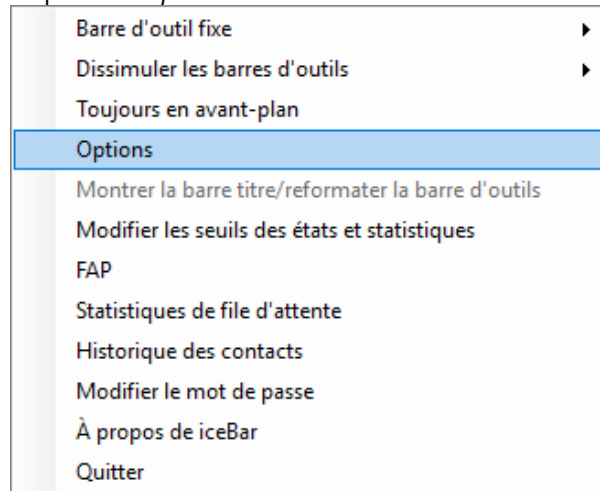 Barre d'outil fixe
Dissimuler les barres d'outils
Toujours en avant-plan
Options
Montrer la barre titre/reformater la barre d'outils
Modifier les seuils des états et statistiques
FAP
Statistiques de file d'attente
Historique des contacts
Modifier le mot de passe
À propos de iceBar
Quitter